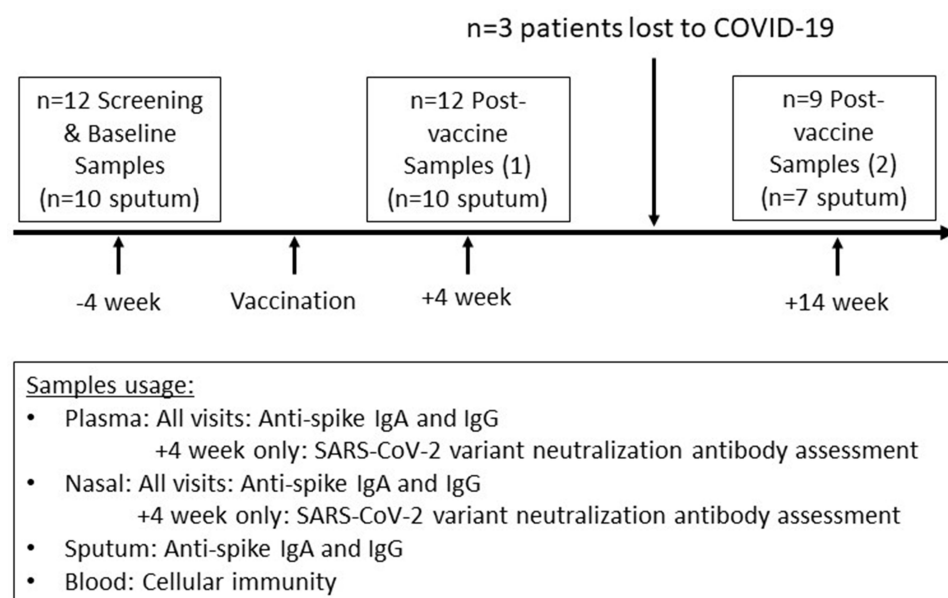 n=3 patients lost to COVID-19
n=12 Screening
& Baseline
Samples
(n=10 sputum)
n=12 Post-
vaccine
Samples (1)
(n=10 sputum)
n=9 Post-
vaccine
Samples (2)
(n=7 sputum)
-4 week
Vaccination
+4 week
+14 week
Samples usage:
• Plasma: All visits: Anti-spike IgA and IgG
+4 week only: SARS-CoV-2 variant neutralization antibody assessment
• Nasal: All visits: Anti-spike IgA and IgG
+4 week only: SARS-CoV-2 variant neutralization antibody assessment
• Sputum: Anti-spike IgA and IgG
• Blood: Cellular immunity